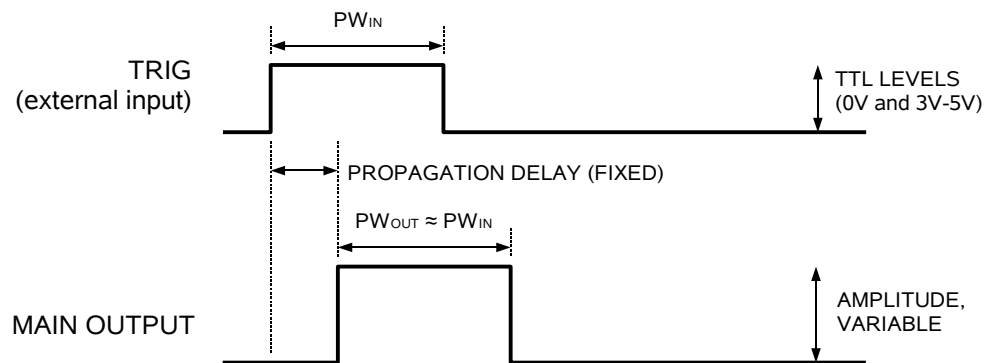 PWIN
TRIG
(external input)
TTL LEVELS
(0V and 3V-5V)
PROPAGATION DELAY (FIXED)
PWOUT ≈ PWIN
MAIN OUTPUT
AMPLITUDE,
VARIABLE